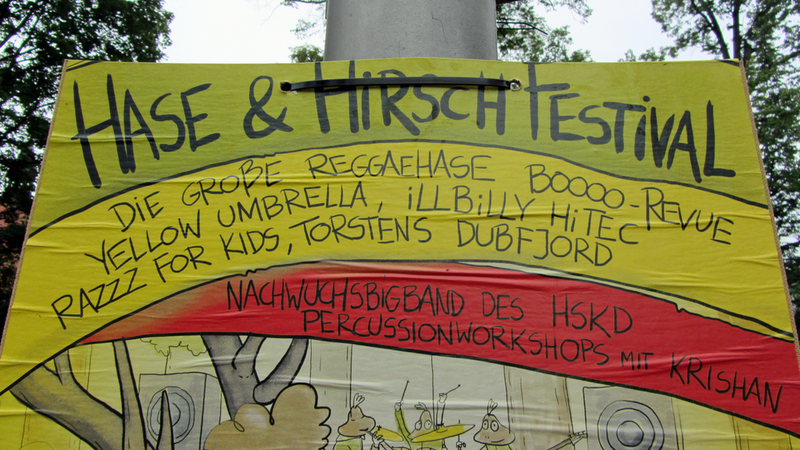 HASE & HIRSCH FESTIVAL
DIE GROßE REGGAEHASE BOOOO-REVUE
YELLOW UMBRELLA, iLLBiLLY HiTEC
RAZZZ FOR KIDS, TORSTENS DUBFJORD
NACHWUCHSBIGBAND DES HSKD
PERCUSSIONWORKSHOPS MiT KRISHAN